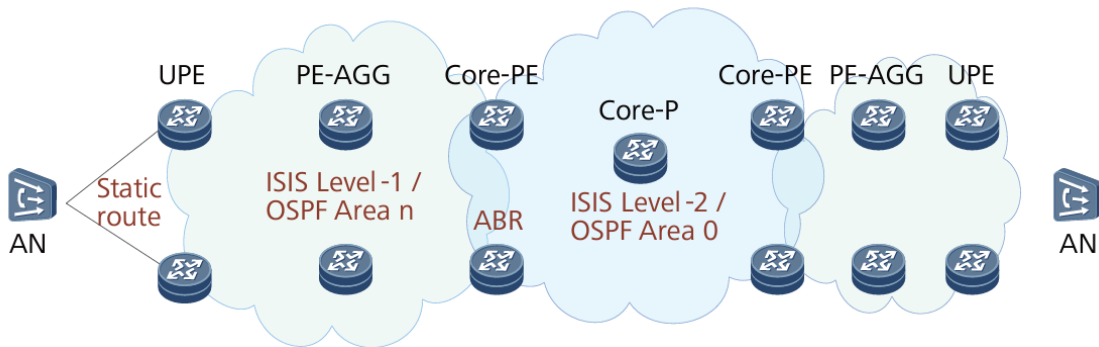 UPE
PE-AGG
Core-PE
Core-PE
PE-AGG
UPE
Core-P
Static
route
ISIS Level-1 /
OSPF Area n
ABR
ISIS Level-2 /
OSPF Area 0
AN
AN